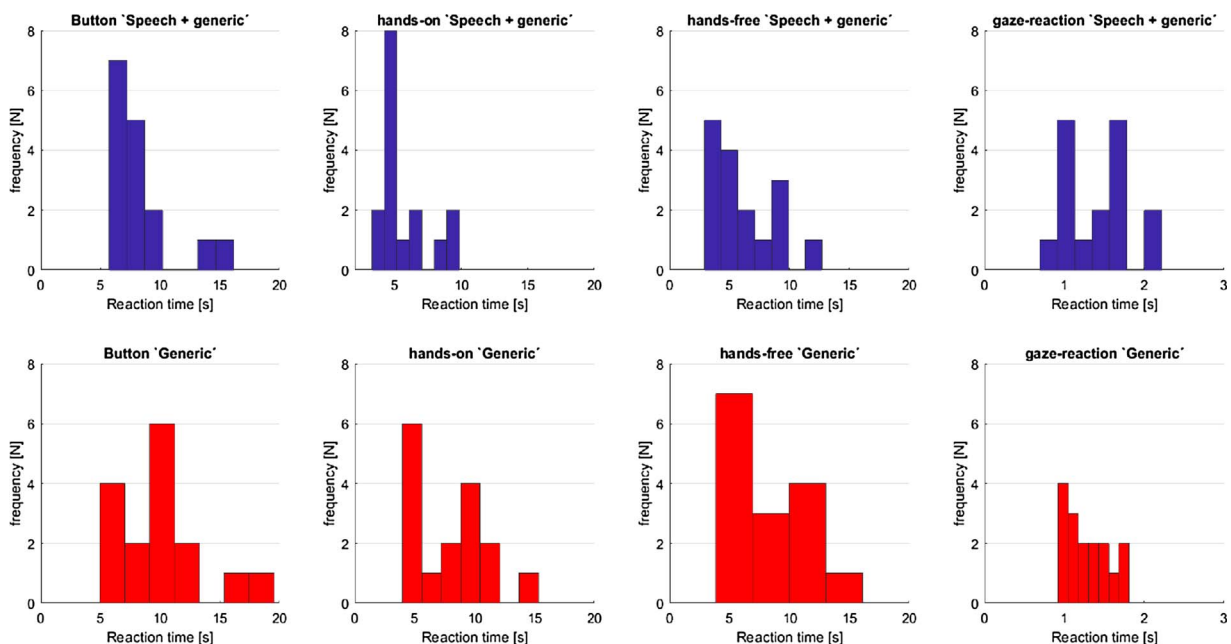 Button `Speech + generic´
hands-on `Speech + generic´
hands-free `Speech + generic´
gaze-reaction `Speech + generic´
8
6
4
2
0
frequency [N]
0 5 10 15 20
Reaction time [s]
8
6
4
2
0
frequency [N]
5 10 15 20
Reaction time [s]
8
6
4
2
0
frequency [N]
0 5 10 15 20
Reaction time [s]
8
6
4
2
0
frequency [N]
0 1 2 3
Reaction time [s]
Button `Generic´
hands-on `Generic´
hands-free `Generic´
gaze-reaction `Generic´
8
6
4
2
0
frequency [N]
0 5 10 15 20
Reaction time [s]
8
6
4
2
0
frequency [N]
0 5 10 15 20
Reaction time [s]
8
6
4
2
0
frequency [N]
0 5 10 15 20
Reaction time [s]
8
6
4
2
0
frequency [N]
0 1 2 3
Reaction time [s]